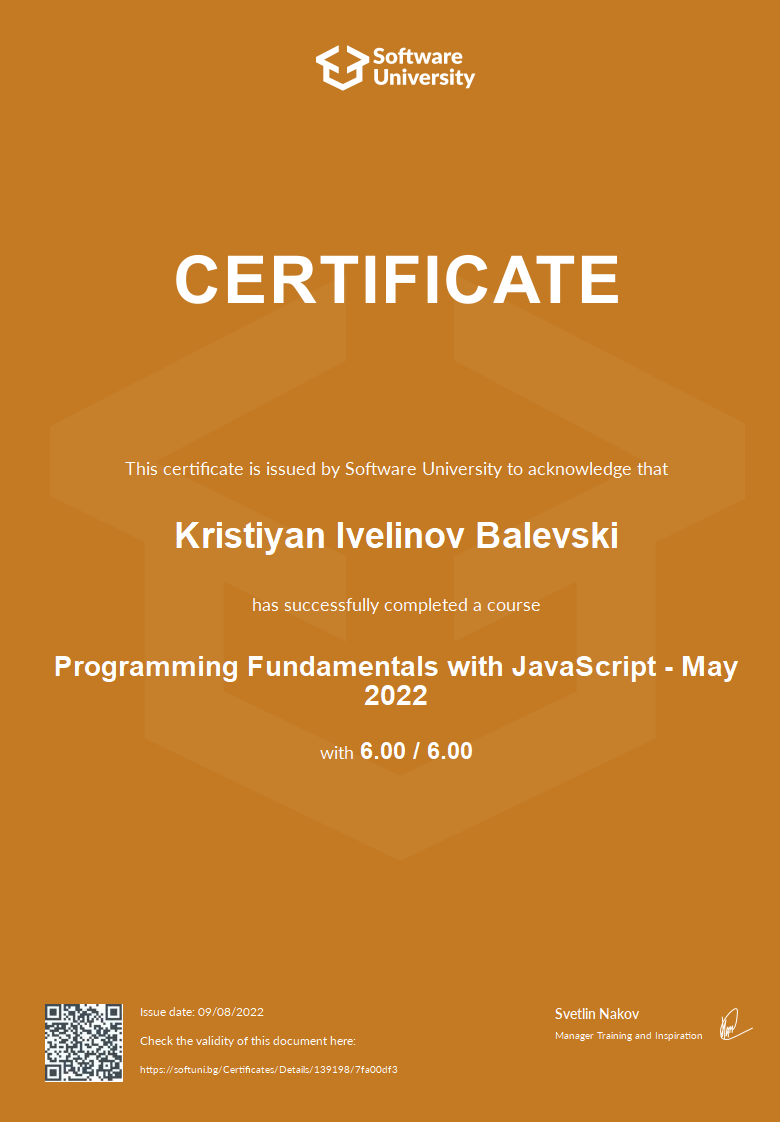 Software
University
CERTIFICATE
This certificate is issued by Software University to acknowledge that
Kristiyan Ivelinov Balevski
has successfully completed a course
Programming Fundamentals with JavaScript - May
2022
with 6.00 / 6.00
Issue date: 09/08/2022
Check the validity of this document here:
https://softuni.bg/Certificates/Details/139198/7fa00df3
Svetlin Nakov
Manager Training and Inspiration